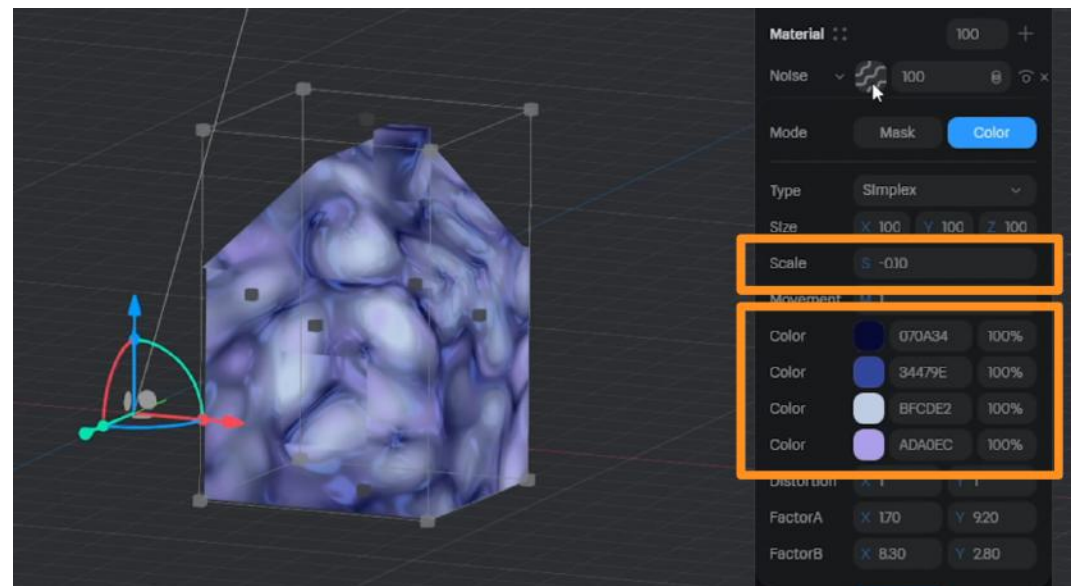 Material 100
Noise 100
Mode Mask Color
Type Simplex
Size X 100 Y 100 Z 100
Scale S -0.10
Movement M 1
Color 070A34 100%
Color 34479E 100%
Color BFCDE2 100%
Color ADA0EC 100%
Distortion X 1 Y 1
FactorA X 1.70 Y 9.20
FactorB X 8.30 Y 2.80